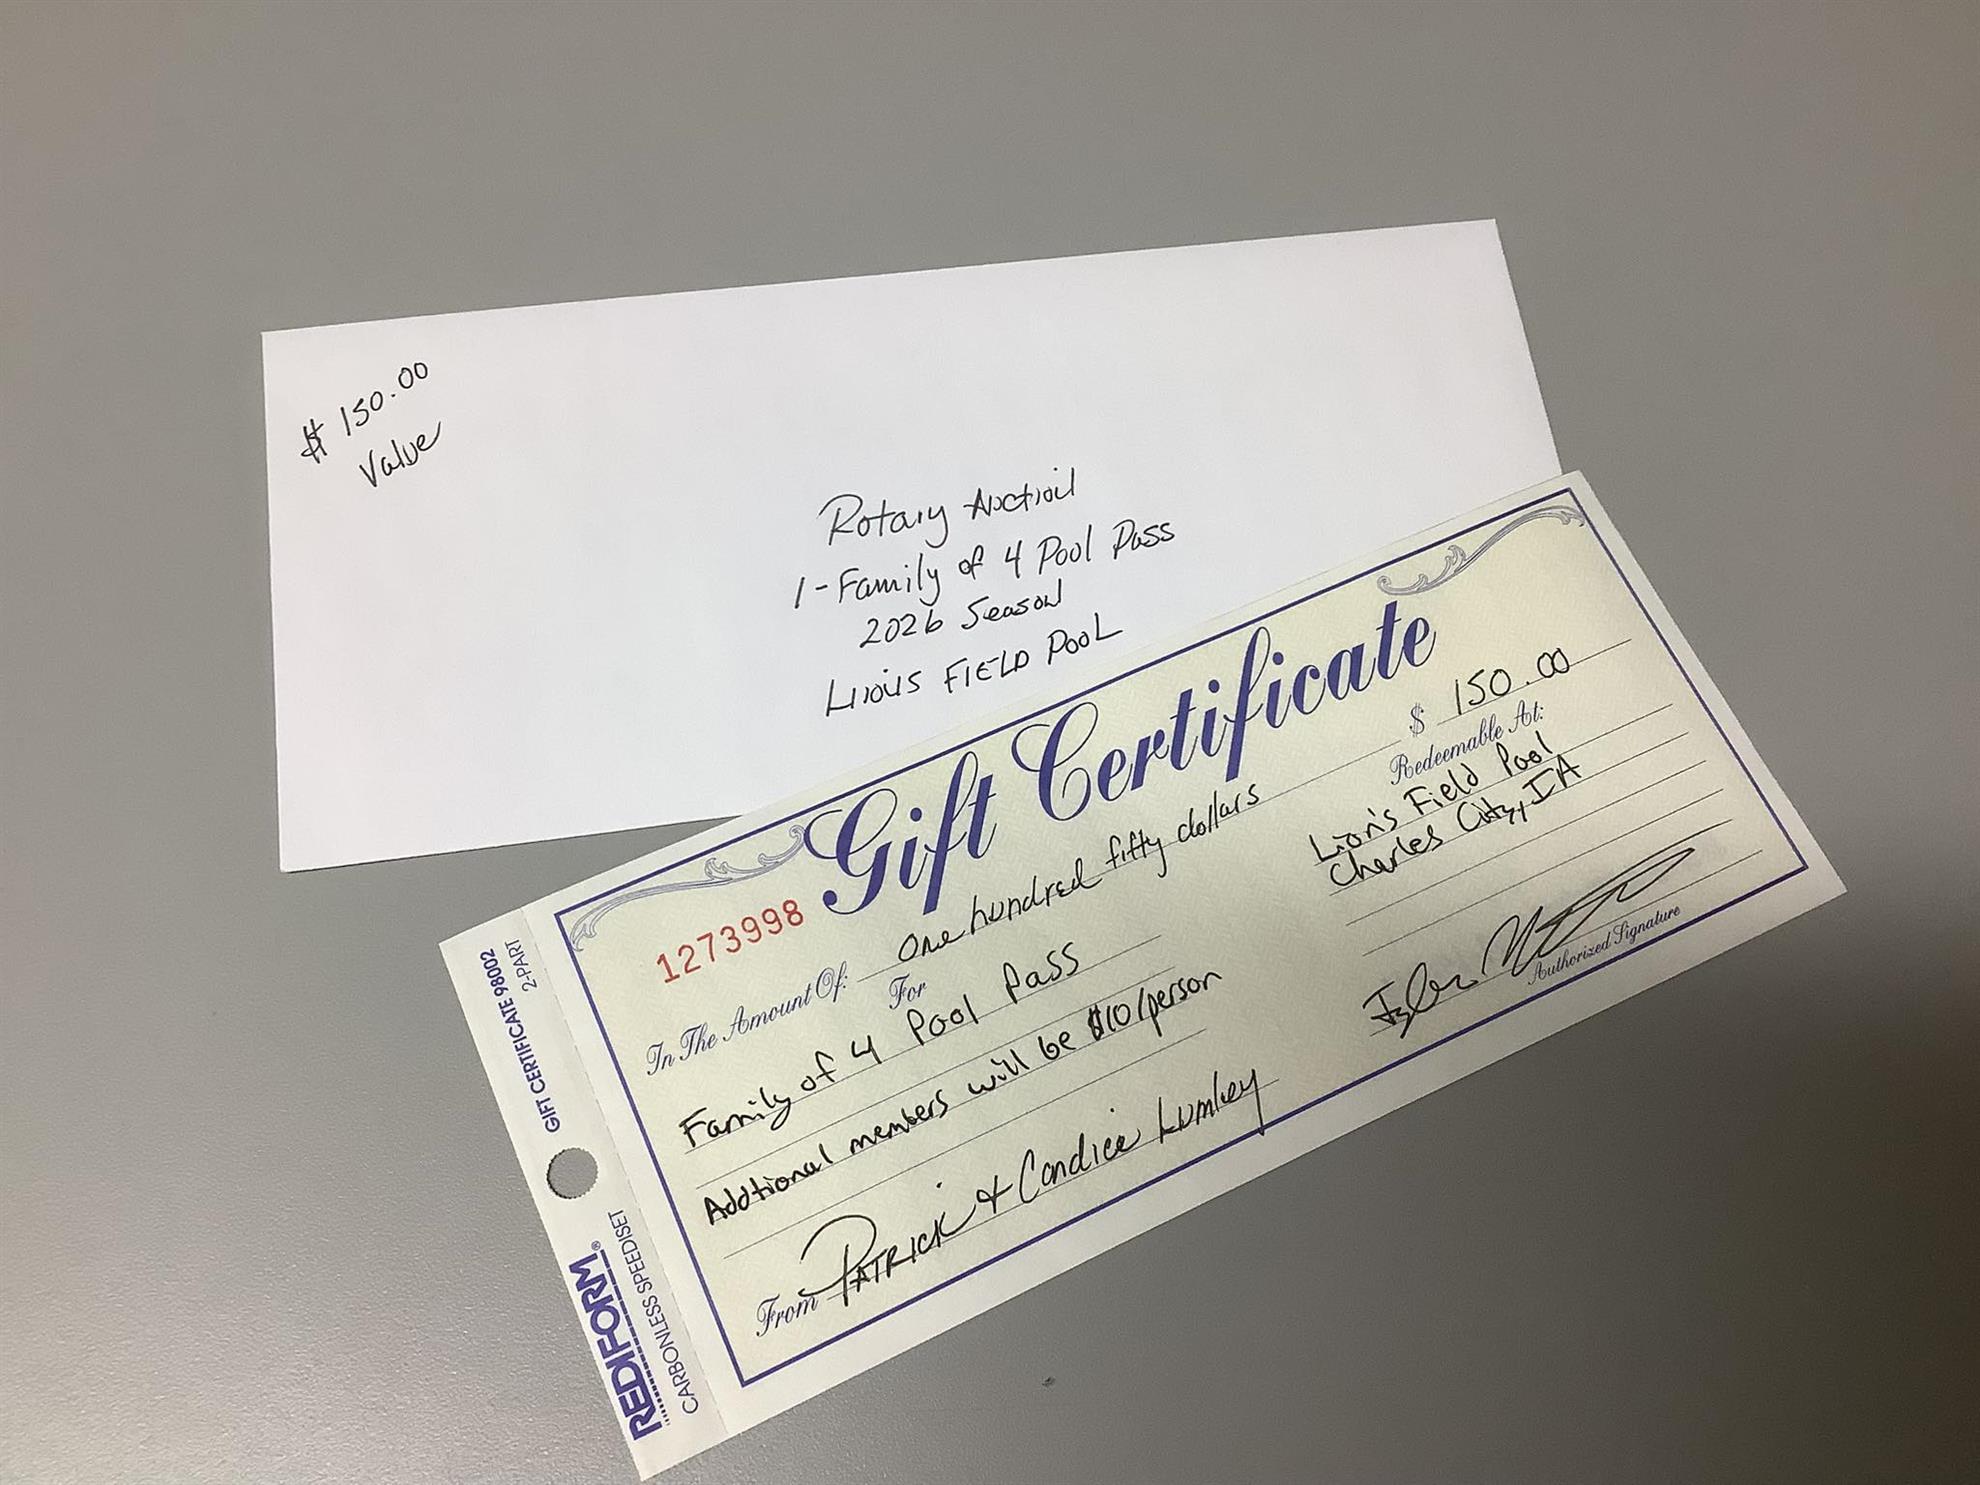 $ 150.00
Value
Rotary Auction
1-Family of 4 Pool Pass
2026 Season
Lions FIELD POOL
Gift Certificate
1273998
$ 150.00
In The Amount Of: One hundred fifty dollars
For
Family of 4 Pool Pass
Additional members will be $10/person
From Patrick & Candice Lumley
Redeemable At:
Lion's Field Pool
Charles City, IA
Authorized Signature
GIFT CERTIFICATE 98002
2-PART
REDIFORM®
CARBONLESS SPEEDISET